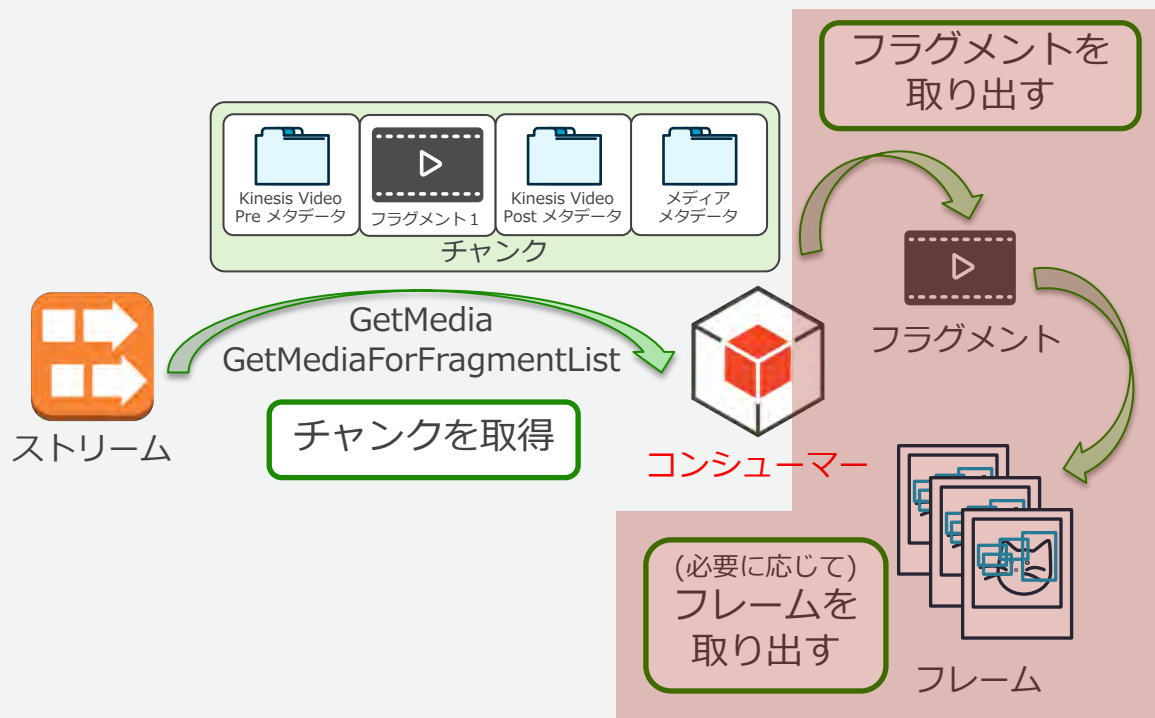 フラグメントを
取り出す
Kinesis Video
Pre メタデータ
フラグメント１
Kinesis Video
Post メタデータ
メディア
メタデータ
チャンク
GetMedia
GetMediaForFragmentList
チャンクを取得
ストリーム
コンシューマー
フラグメント
(必要に応じて)
フレームを
取り出す
フレーム